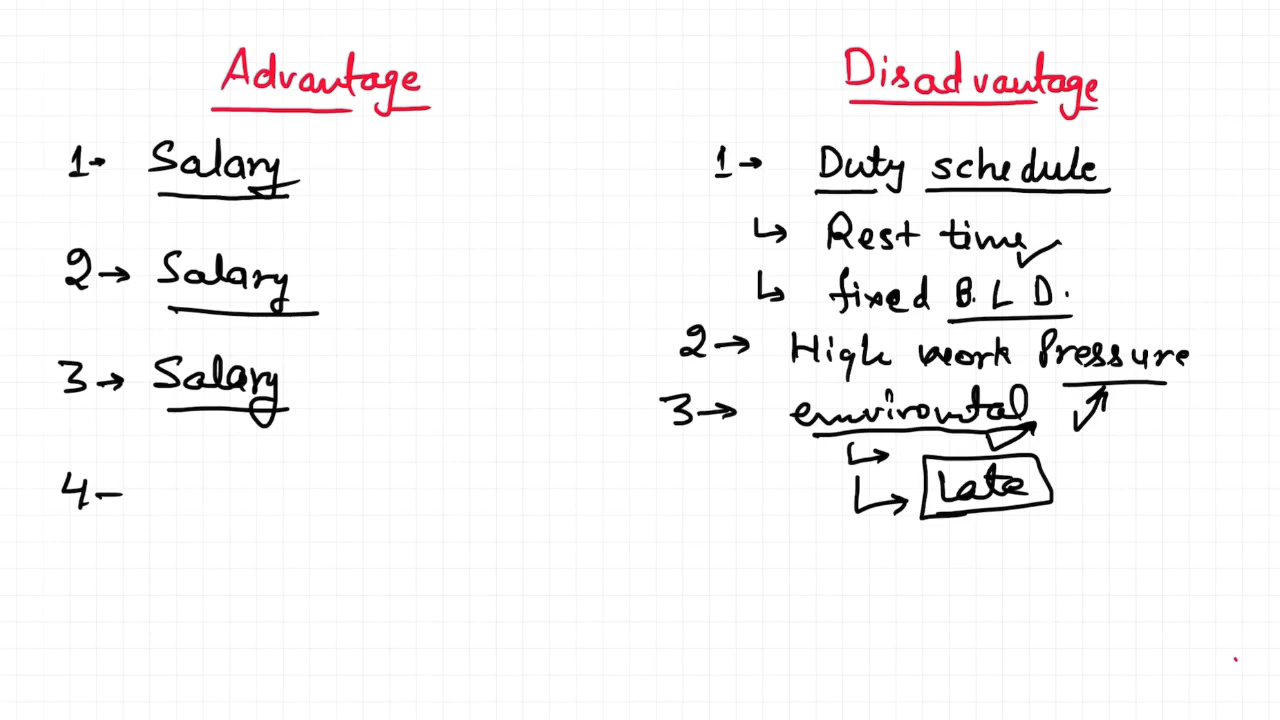 Advantage
1→ Salary
2→ Salary
3→ Salary
4-
Disadvantage
1→ Duty schedule
↳ Rest time
↳ fixed B.L D.
2→ High work Pressure
3→ environtal
↳
↳ Late